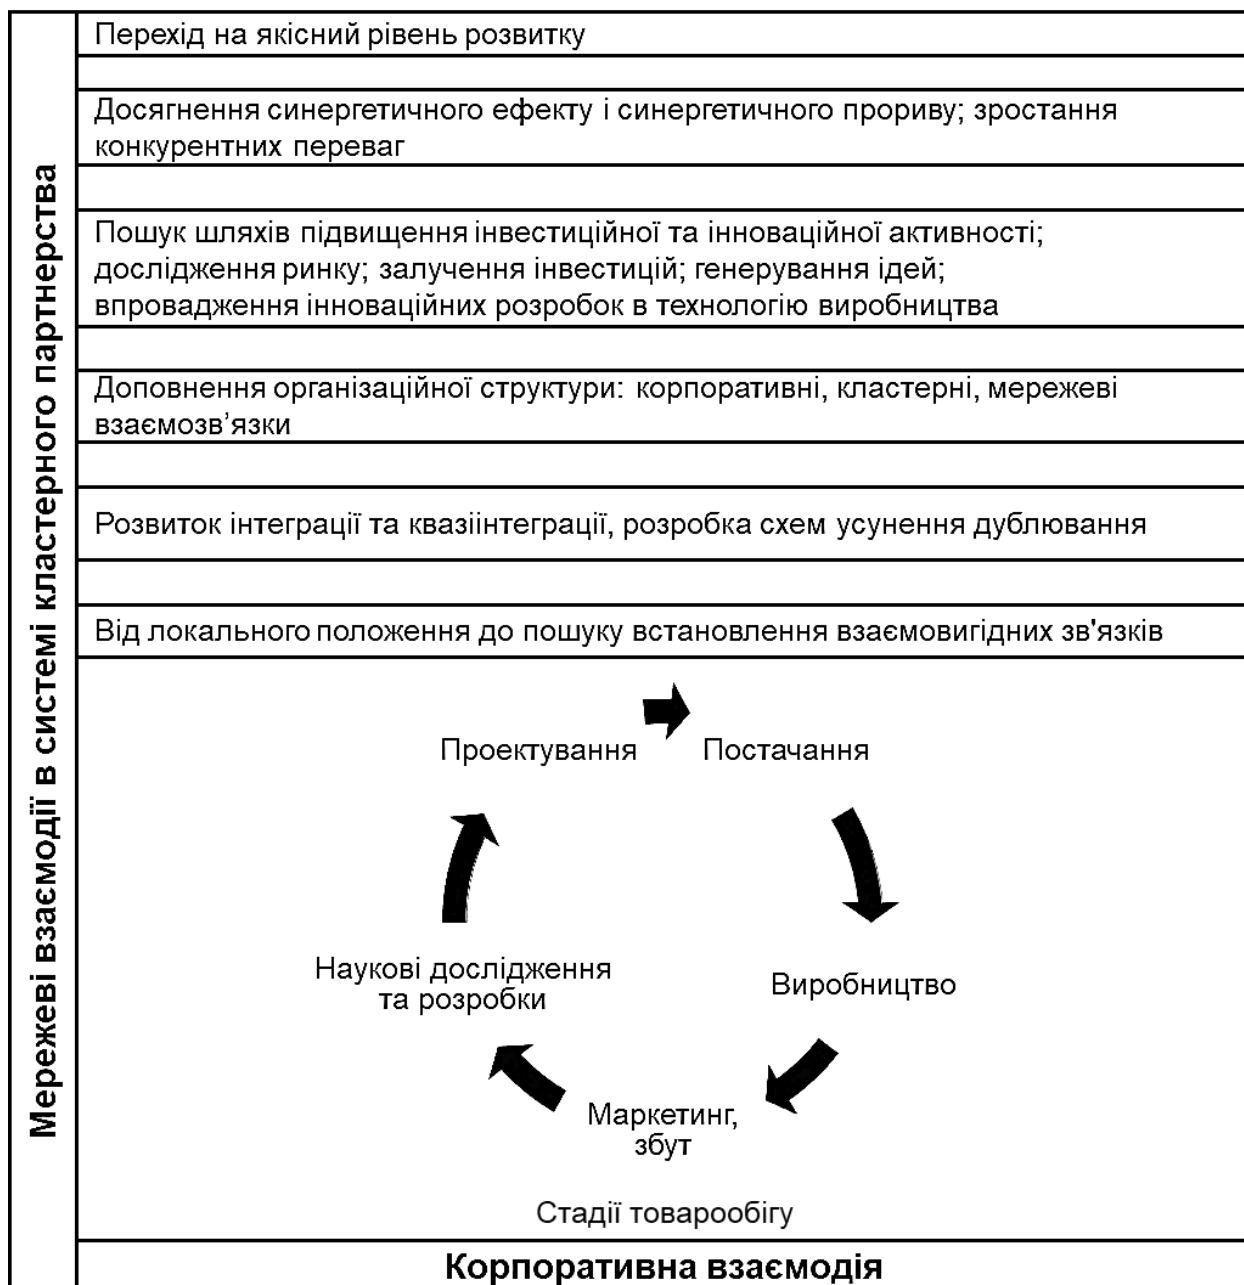 Мережеві взаємодії в системі кластерного партнерства
Перехід на якісний рівень розвитку
Досягнення синергетичного ефекту і синергетичного прориву; зростання
конкурентних переваг
Пошук шляхів підвищення інвестиційної та інноваційної активності;
дослідження ринку; залучення інвестицій; генерування ідей;
впровадження інноваційних розробок в технологію виробництва
Доповнення організаційної структури: корпоративні, кластерні, мережеві
взаємозв’язки
Розвиток інтеграції та квазіінтеграції, розробка схем усунення дублювання
Від локального положення до пошуку встановлення взаємовигідних зв'язків
Проектування
Постачання
Наукові дослідження
та розробки
Виробництво
Маркетинг,
збут
Стадії товарообігу
Корпоративна взаємодія